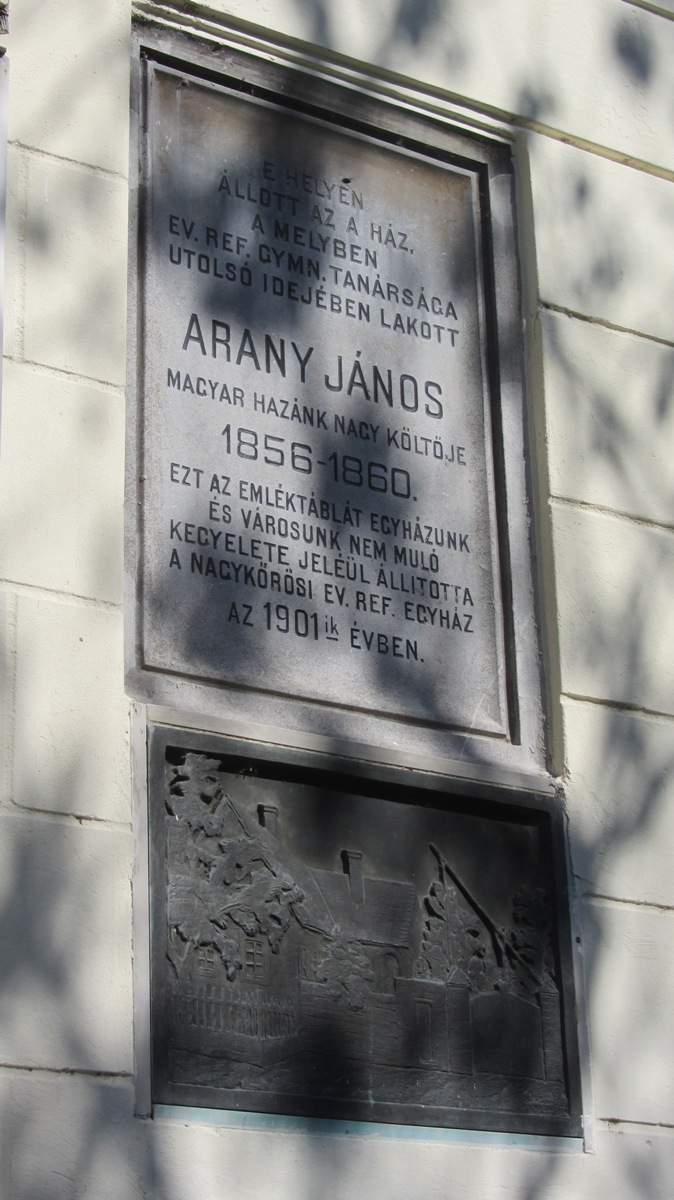 E HELYEN
ÁLLOTT AZ A HÁZ,
A MELYBEN
EV. REF. GYMN. TANÁRSÁGA
UTOLSÓ IDEJÉBEN LAKOTT
ARANY JÁNOS
MAGYAR HAZÁNK NAGY KÖLTŐJE
1856-1860.
EZT AZ EMLÉKTÁBLÁT EGYHÁZUNK
ÉS VÁROSUNK NEM MULÓ
KEGYELETE JELÉÜL ÁLLITOTTA
A NAGYKŐRÖSI EV. REF. EGYHÁZ
AZ 1901ik ÉVBEN.